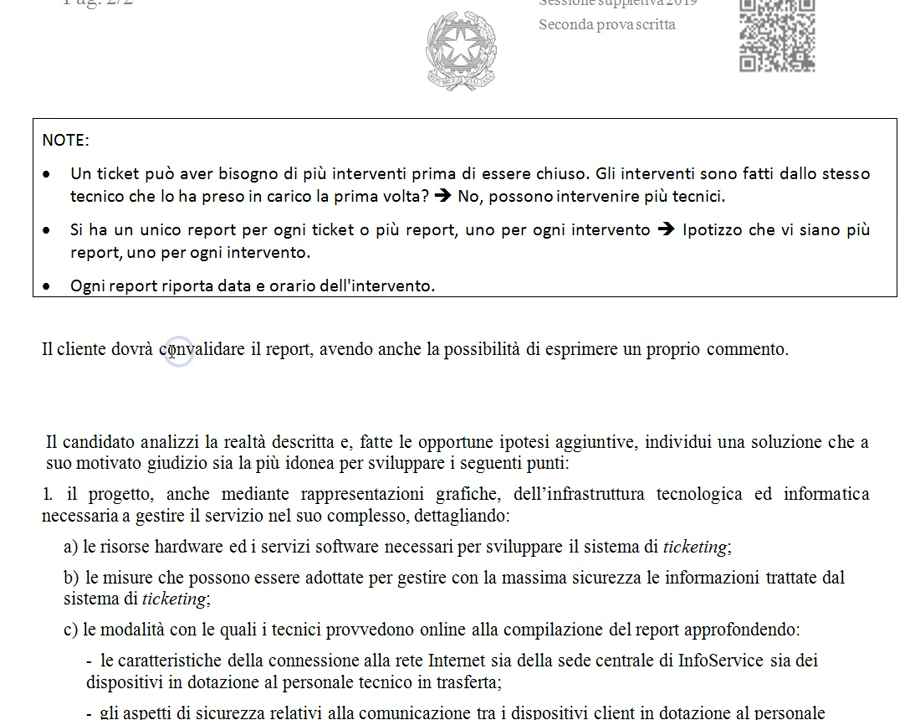 Pag. 2/2
Sessione suppletiva 2019
Seconda prova scritta
NOTE:
• Un ticket può aver bisogno di più interventi prima di essere chiuso. Gli interventi sono fatti dallo stesso
tecnico che lo ha preso in carico la prima volta? → No, possono intervenire più tecnici.
• Si ha un unico report per ogni ticket o più report, uno per ogni intervento → Ipotizzo che vi siano più
report, uno per ogni intervento.
• Ogni report riporta data e orario dell'intervento.
Il cliente dovrà convalidare il report, avendo anche la possibilità di esprimere un proprio commento.
Il candidato analizzi la realtà descritta e, fatte le opportune ipotesi aggiuntive, individui una soluzione che a
suo motivato giudizio sia la più idonea per sviluppare i seguenti punti:
1. il progetto, anche mediante rappresentazioni grafiche, dell’infrastruttura tecnologica ed informatica
necessaria a gestire il servizio nel suo complesso, dettagliando:
a) le risorse hardware ed i servizi software necessari per sviluppare il sistema di ticketing;
b) le misure che possono essere adottate per gestire con la massima sicurezza le informazioni trattate dal
sistema di ticketing;
c) le modalità con le quali i tecnici provvedono online alla compilazione del report approfondendo:
- le caratteristiche della connessione alla rete Internet sia della sede centrale di InfoService sia dei
dispositivi in dotazione al personale tecnico in trasferta;
- gli aspetti di sicurezza relativi alla comunicazione tra i dispositivi client in dotazione al personale